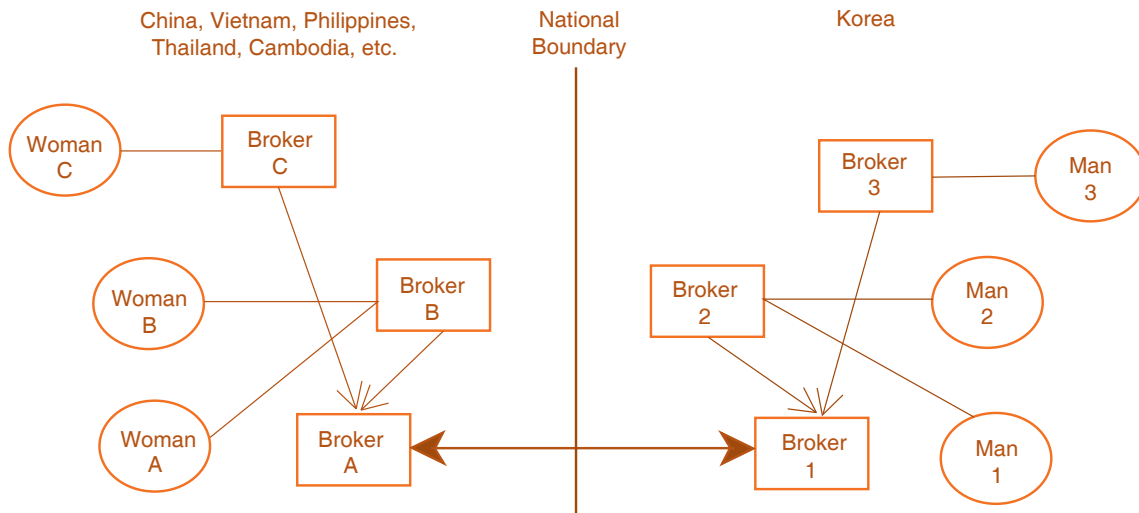 China, Vietnam, Philippines,
Thailand, Cambodia, etc.
National
Boundary
Korea
Woman
C
Broker
C
Broker
3
Man
3
Woman
B
Broker
B
Broker
2
Man
2
Woman
A
Broker
A
Broker
1
Man
1